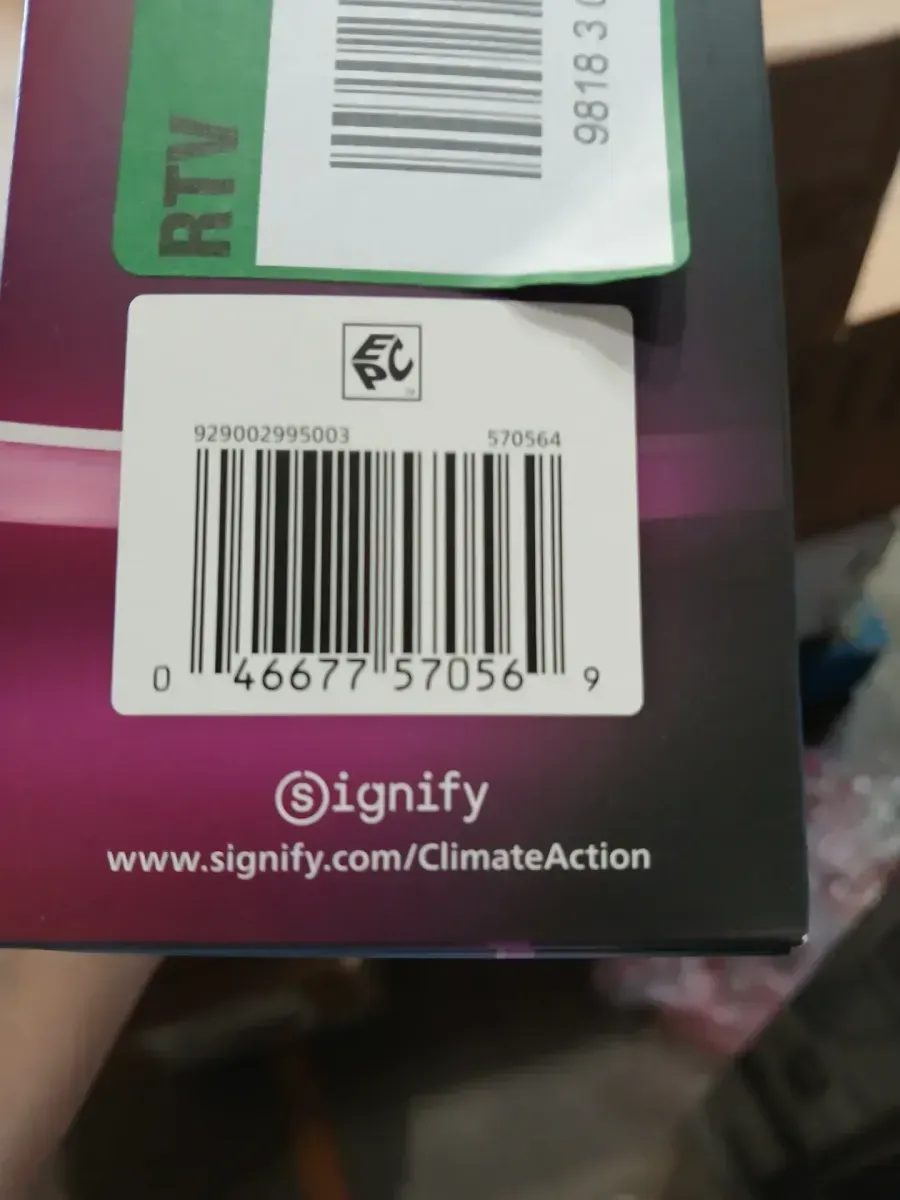 RTV
9818 3
EPC
929002995003 570564
0 46677 57056 9
signify
www.signify.com/ClimateAction